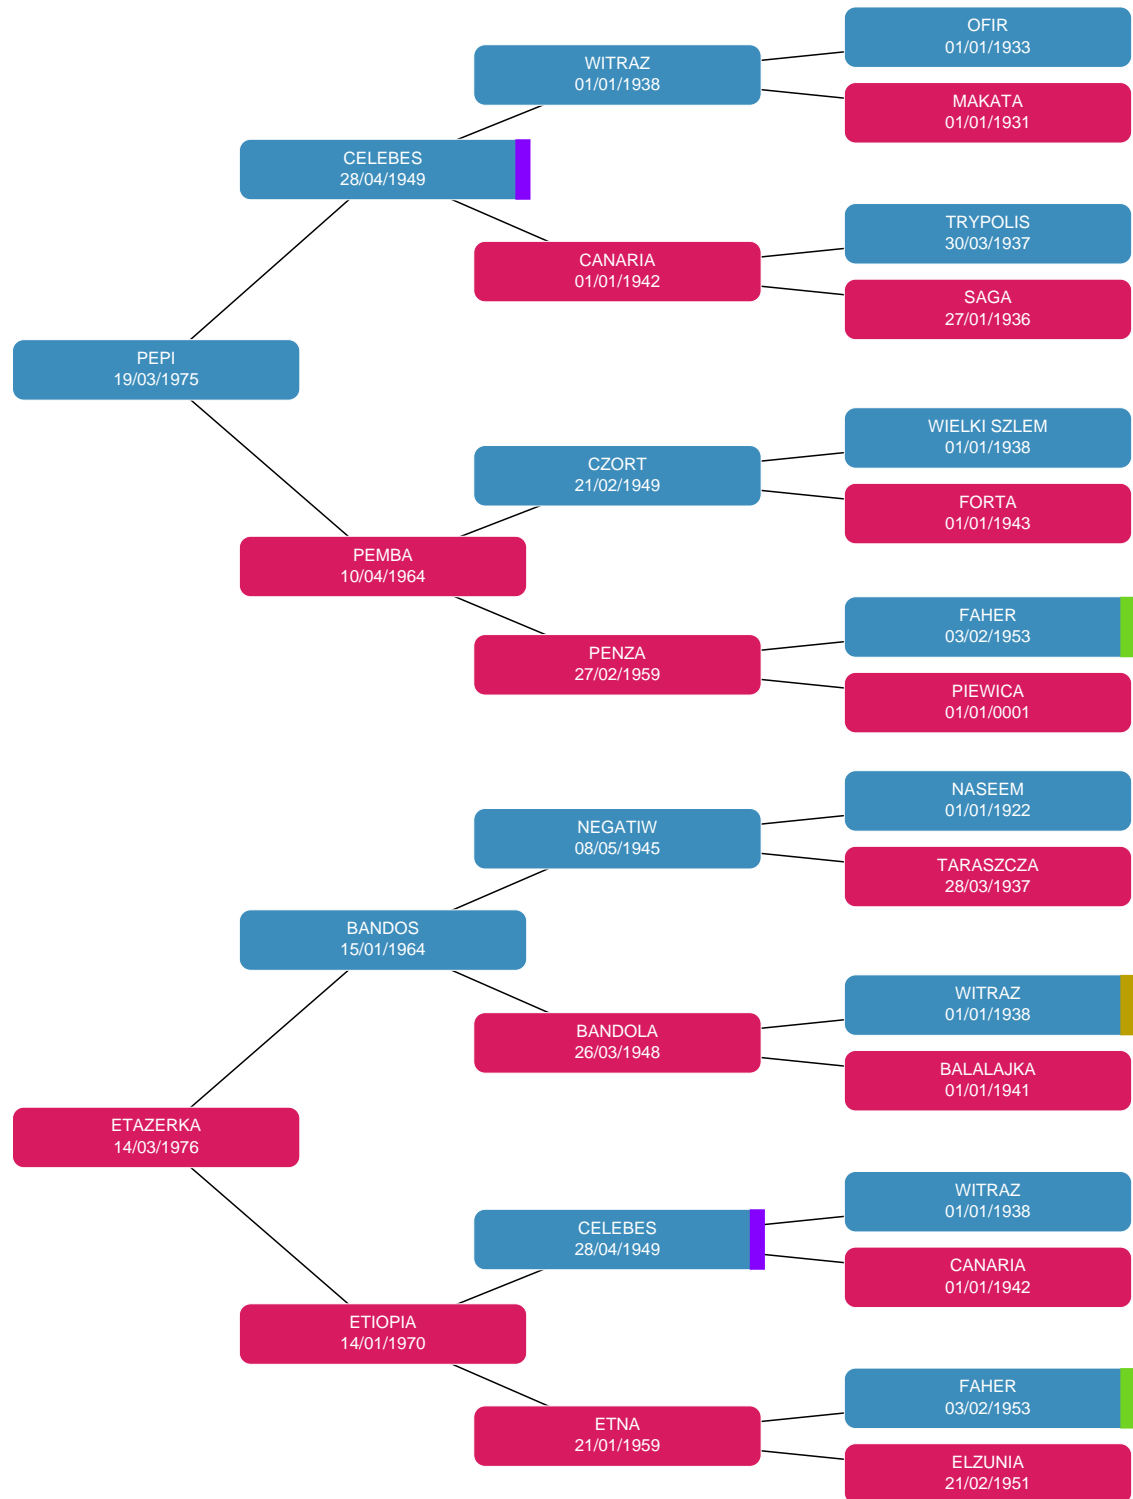 OFIR
01/01/1933
WITRAZ
01/01/1938
MAKATA
01/01/1931
CELEBES
28/04/1949
TRYPOLIS
30/03/1937
CANARIA
01/01/1942
SAGA
27/01/1936
PEPI
19/03/1975
WIELKI SZLEM
01/01/1938
CZORT
21/02/1949
FORTA
01/01/1943
PEMBA
10/04/1964
FAHER
03/02/1953
PENZA
27/02/1959
PIEWICA
01/01/0001
NASEEM
01/01/1922
NEGATIW
08/05/1945
TARASZCZA
28/03/1937
BANDOS
15/01/1964
WITRAZ
01/01/1938
BANDOLA
26/03/1948
BALALAJKA
01/01/1941
ETAZERKA
14/03/1976
WITRAZ
01/01/1938
CELEBES
28/04/1949
CANARIA
01/01/1942
ETIOPIA
14/01/1970
FAHER
03/02/1953
ETNA
21/01/1959
ELZUNIA
21/02/1951